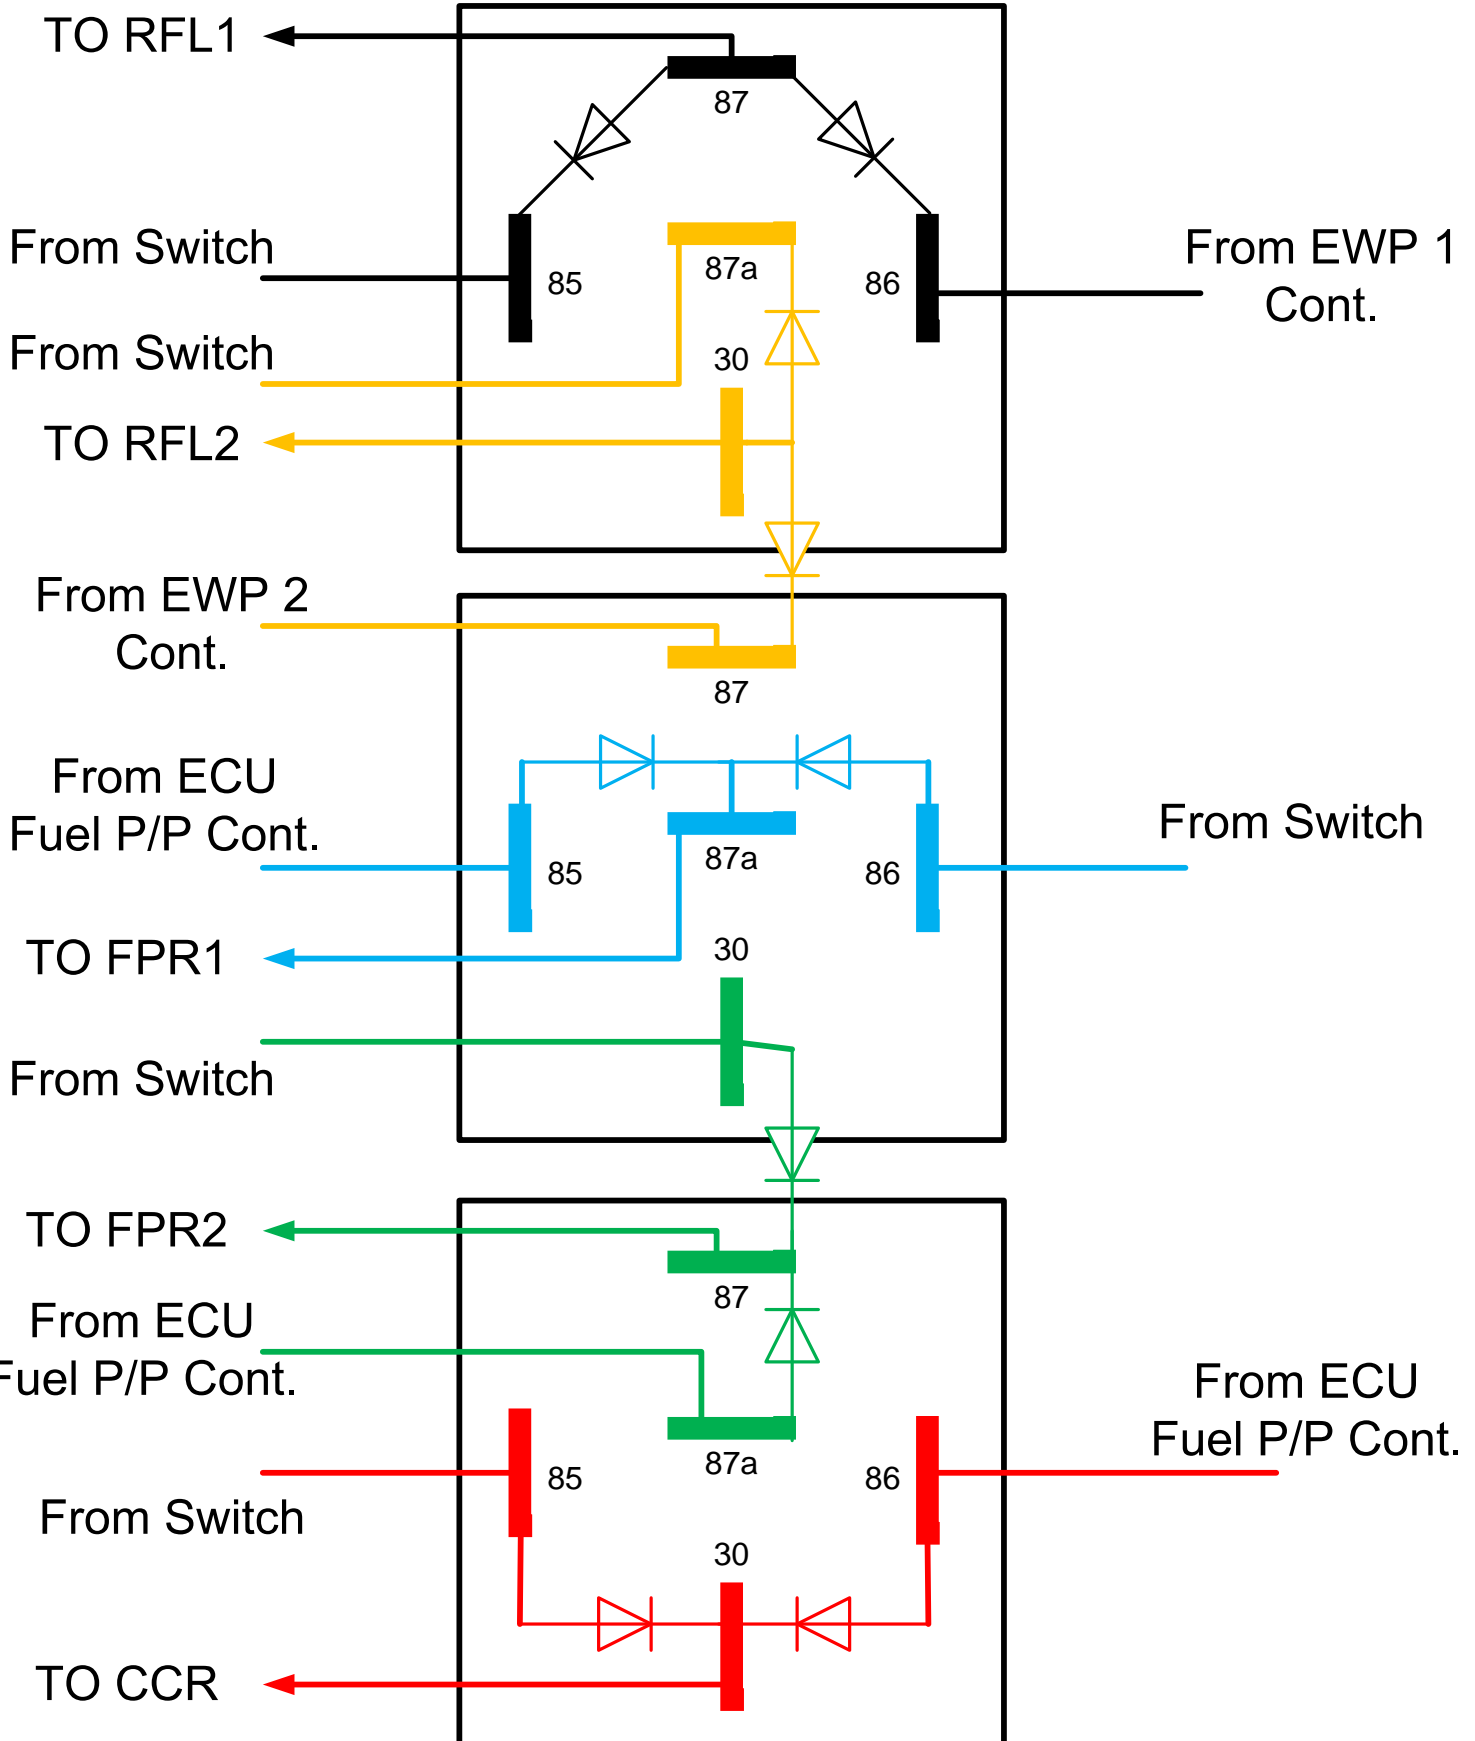 TO RFL1
87
From Switch
85
87a
86
From EWP 1
Cont.
From Switch
30
TO RFL2
From EWP 2
Cont.
87
From ECU
Fuel P/P Cont.
85
87a
86
From Switch
TO FPR1
30
From Switch
TO FPR2
87
From ECU
Fuel P/P Cont.
From ECU
Fuel P/P Cont.
85
87a
86
From Switch
30
TO CCR